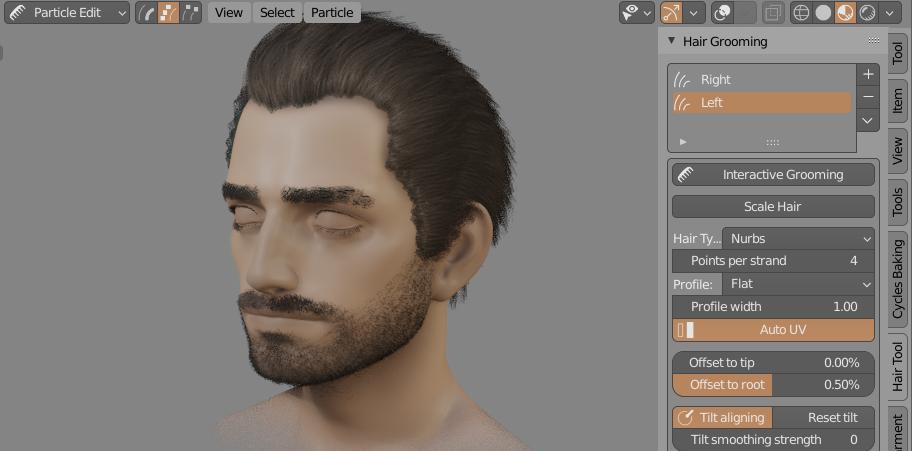 Particle Edit
View Select Particle
Hair Grooming
Right
Left
Interactive Grooming
Scale Hair
Hair Ty... Nurbs
Points per strand 4
Profile: Flat
Profile width 1.00
Auto UV
Offset to tip 0.00%
Offset to root 0.50%
Tilt aligning Reset tilt
Tilt smoothing strength 0
Tool
Item
View
Tools
Cycles Baking
Hair Tool